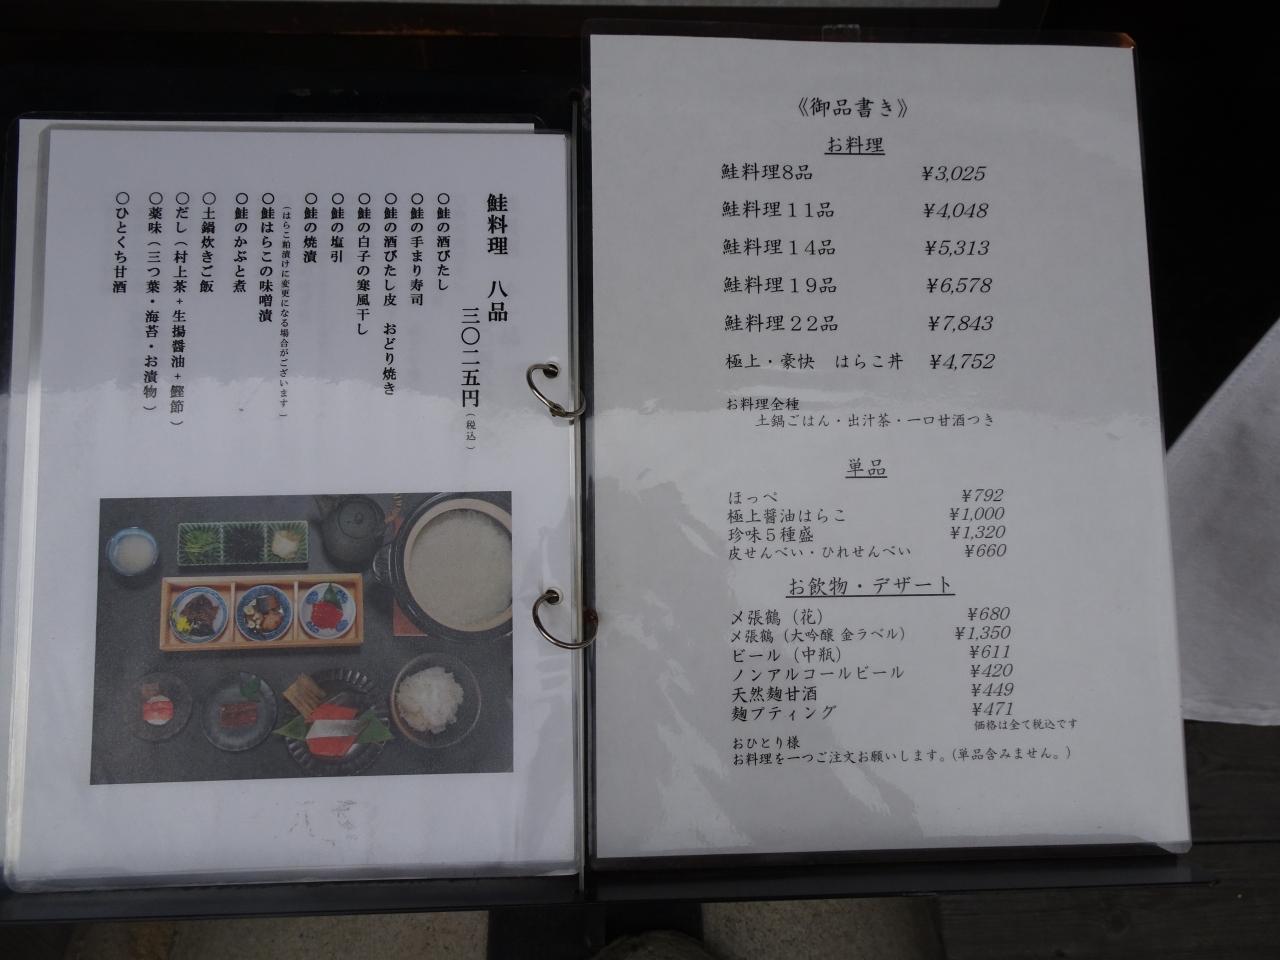 鮭料理 八品
三〇二五円（税込）
〇鮭の酒びたし
〇鮭の手まり寿司
〇鮭の酒びたし皮 おどり焼き
〇鮭の白子の寒風干し
〇鮭の塩引
〇鮭の焼漬
（はらこ粕漬けに変更になる場合がございます）
〇鮭はらこの味噌漬
〇鮭のかぶと煮
〇土鍋炊きご飯
〇だし（村上茶+生揚醤油+鰹節）
〇薬味（三つ葉・海苔・お漬物）
〇ひとくち甘酒
《御品書き》
お料理
鮭料理8品 ¥3,025
鮭料理１１品 ¥4,048
鮭料理１４品 ¥5,313
鮭料理１９品 ¥6,578
鮭料理２２品 ¥7,843
極上・豪快 はらこ丼 ¥4,752
お料理全種
土鍋ごはん・出汁茶・一口甘酒つき
単品
ほっぺ ¥792
極上醤油はらこ ¥1,000
珍味５種盛 ¥1,320
皮せんべい・ひれせんべい ¥660
お飲物・デザート
〆張鶴（花） ¥680
〆張鶴（大吟醸 金ラベル） ¥1,350
ビール（中瓶） ¥611
ノンアルコールビール ¥420
天然麹甘酒 ¥449
麹プティング ¥471
価格は全て税込です
おひとり様
お料理を一つご注文お願いします。（単品含みません。）